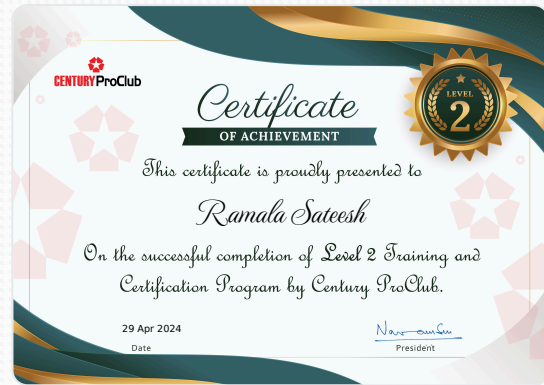 CENTURY ProClub
Certificate
OF ACHIEVEMENT
LEVEL
2
This certificate is proudly presented to
Ramala Sateesh
On the successful completion of Level 2 Training and
Certification Program by Century ProClub.
29 Apr 2024
Date
President